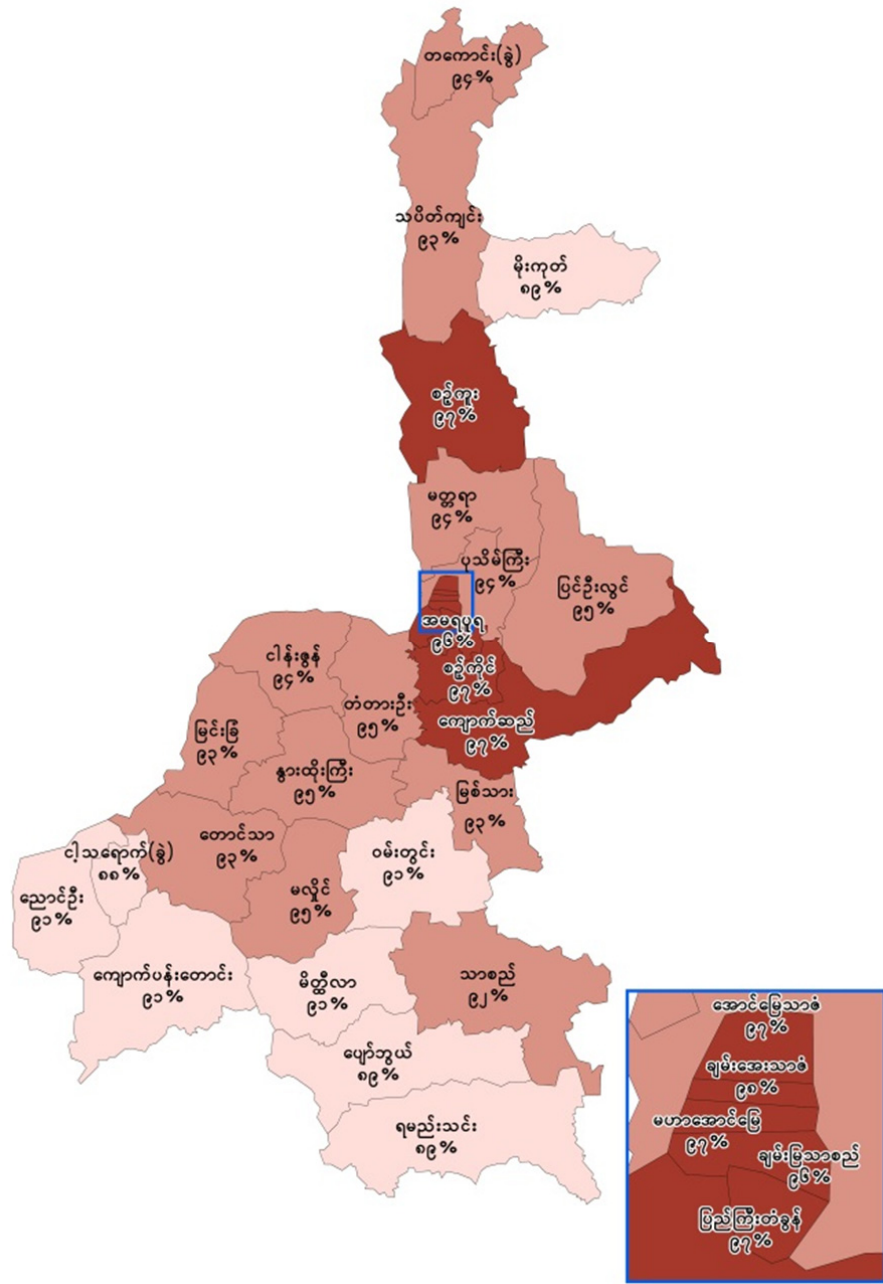 တကောင်း(ခွဲ)
၉၄%
သပိတ်ကျင်း
၉၃%
မိုးကုတ်
၈၉%
စဉ့်ကူး
၉၇%
မတ္တရာ
၉၄%
ပုသိမ်ကြီး
၉၄%
ပြင်ဦးလွင်
၉၅%
အမရပူရ
၉၆%
စဉ့်ကိုင်
၉၇%
ကျောက်ဆည်
၉၇%
ငါန်းဇွန်
၉၄%
တံတားဦး
၉၅%
မြင်းခြံ
၉၃%
နွားထိုးကြီး
၉၅%
မြစ်သား
၉၃%
တောင်သာ
၉၃%
ငါ့သရောက်(ခွဲ)
၈၈%
ညောင်ဦး
၉၁%
ဝမ်းတွင်း
၉၁%
မလှိုင်
၉၅%
ကျောက်ပန်းတောင်း
၉၁%
မိတ္ထီလာ
၉၁%
သာစည်
၉၂%
ပျော်ဘွယ်
၈၉%
ရမည်းသင်း
၈၉%
အောင်မြေသာဇံ
၉၇%
ချမ်းအေးသာဇံ
၉၈%
မဟာအောင်မြေ
၉၇%
ချမ်းမြသာစည်
၉၆%
ပြည်ကြီးတံခွန်
၉၇%